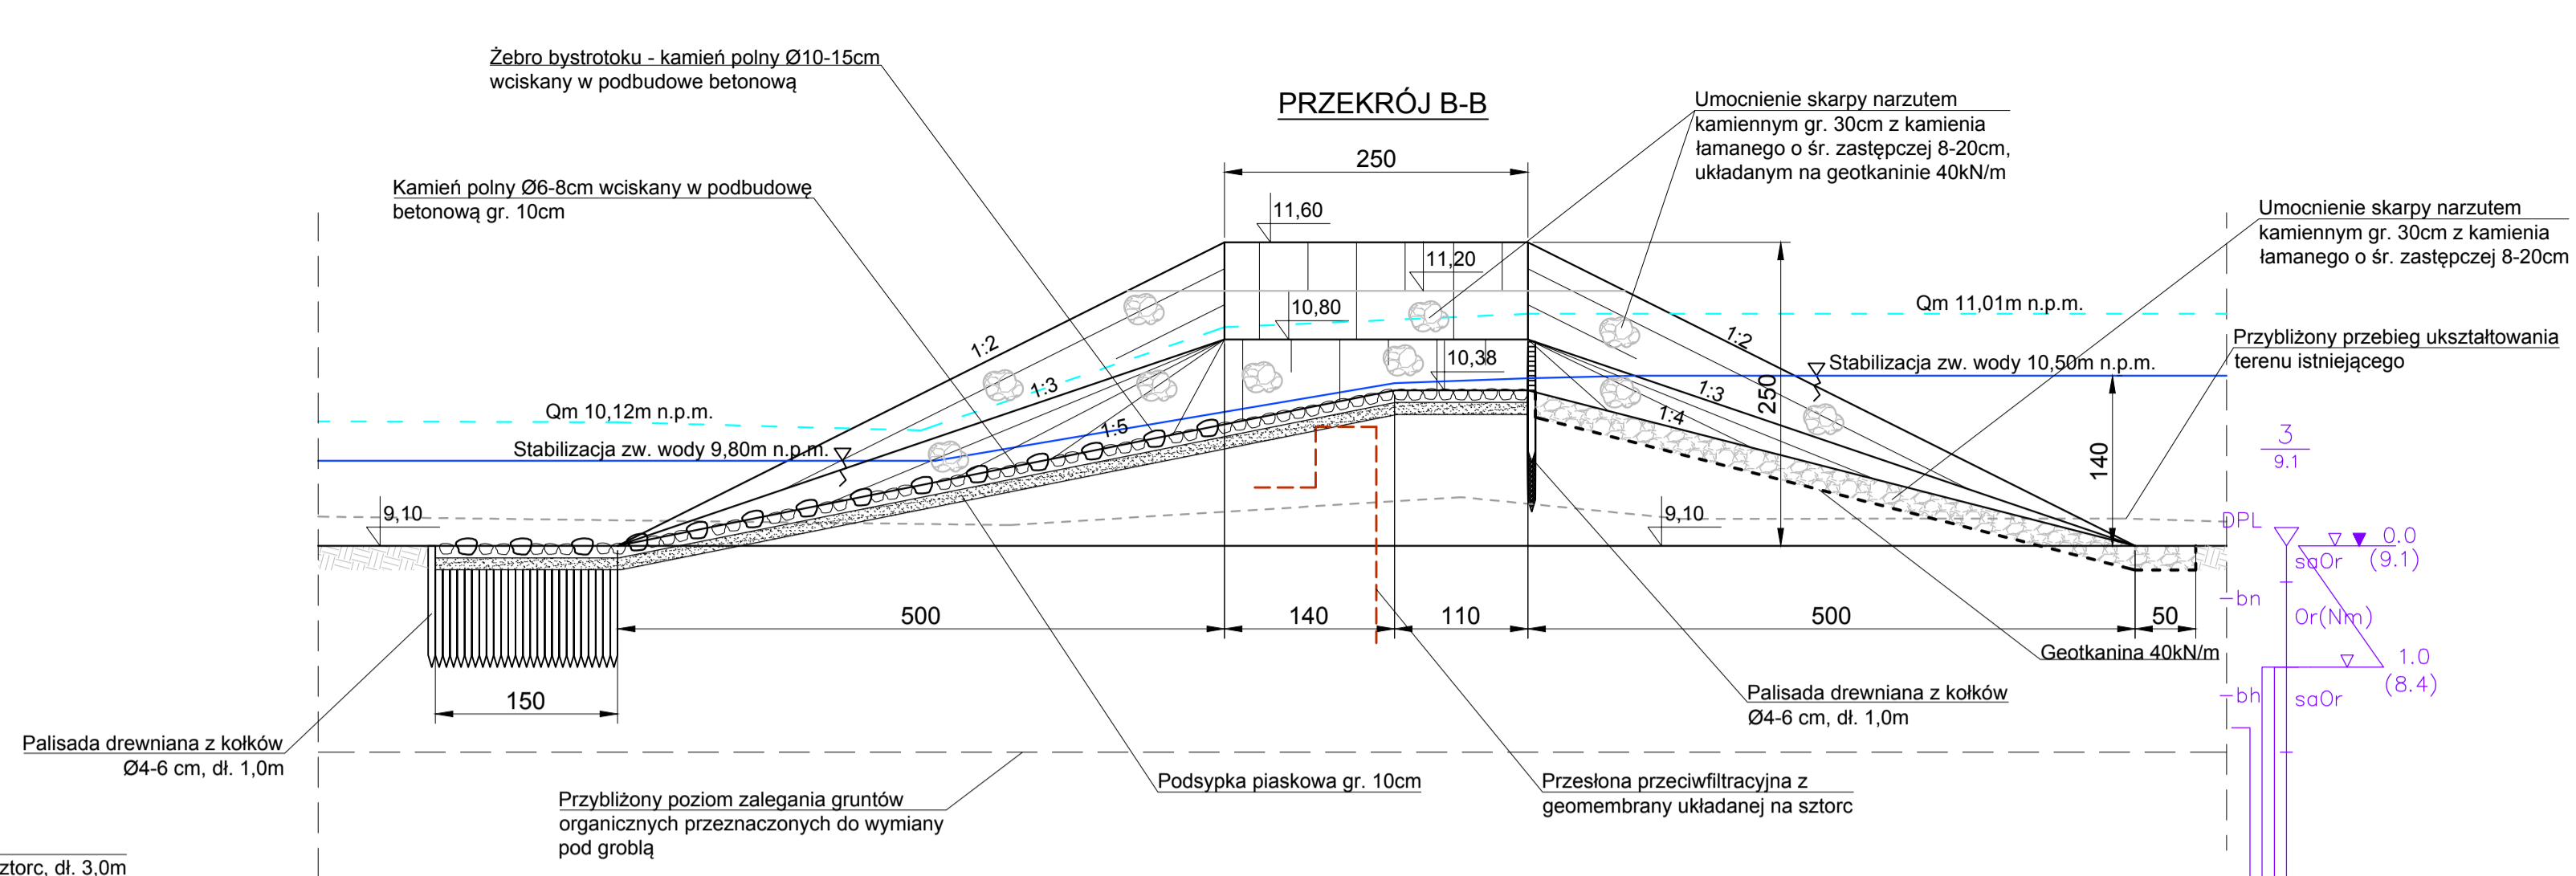 Żebro bystrotoku - kamień polny Ø10-15cm
wciskany w podbudowe betonową
PRZEKRÓJ B-B
Umocnienie skarpy narzutem
kamiennym gr. 30cm z kamienia
łamanego o śr. zastępczej 8-20cm,
układanym na geotkaninie 40kN/m
250
Kamień polny Ø6-8cm wciskany w podbudowę
betonową gr. 10cm
Umocnienie skarpy narzutem
kamiennym gr. 30cm z kamienia
łamanego o śr. zastępczej 8-20cm
11,60
11,20
10,80
10,38
Qm 11,01m n.p.m.
Przybliżony przebieg ukształtowania
terenu istniejącego
1:2
1:3
1:5
1:2
1:3
1:4
Stabilizacja zw. wody 10,50m n.p.m.
250
140
Qm 10,12m n.p.m.
Stabilizacja zw. wody 9,80m n.p.m.
9,10
9,10
3
9.1
DPL
0.0
(9.1)
saOr
-bn
Or(Nm)
1.0
(8.4)
-bh
saOr
500
140
110
500
50
Geotkanina 40kN/m
150
Palisada drewniana z kołków
Ø4-6 cm, dł. 1,0m
Palisada drewniana z kołków
Ø4-6 cm, dł. 1,0m
Podsypka piaskowa gr. 10cm
Przesłona przeciwfiltracyjna z
geomembrany układanej na sztorc
Przybliżony poziom zalegania gruntów
organicznych przeznaczonych do wymiany
pod groblą
ztorc, dł. 3,0m